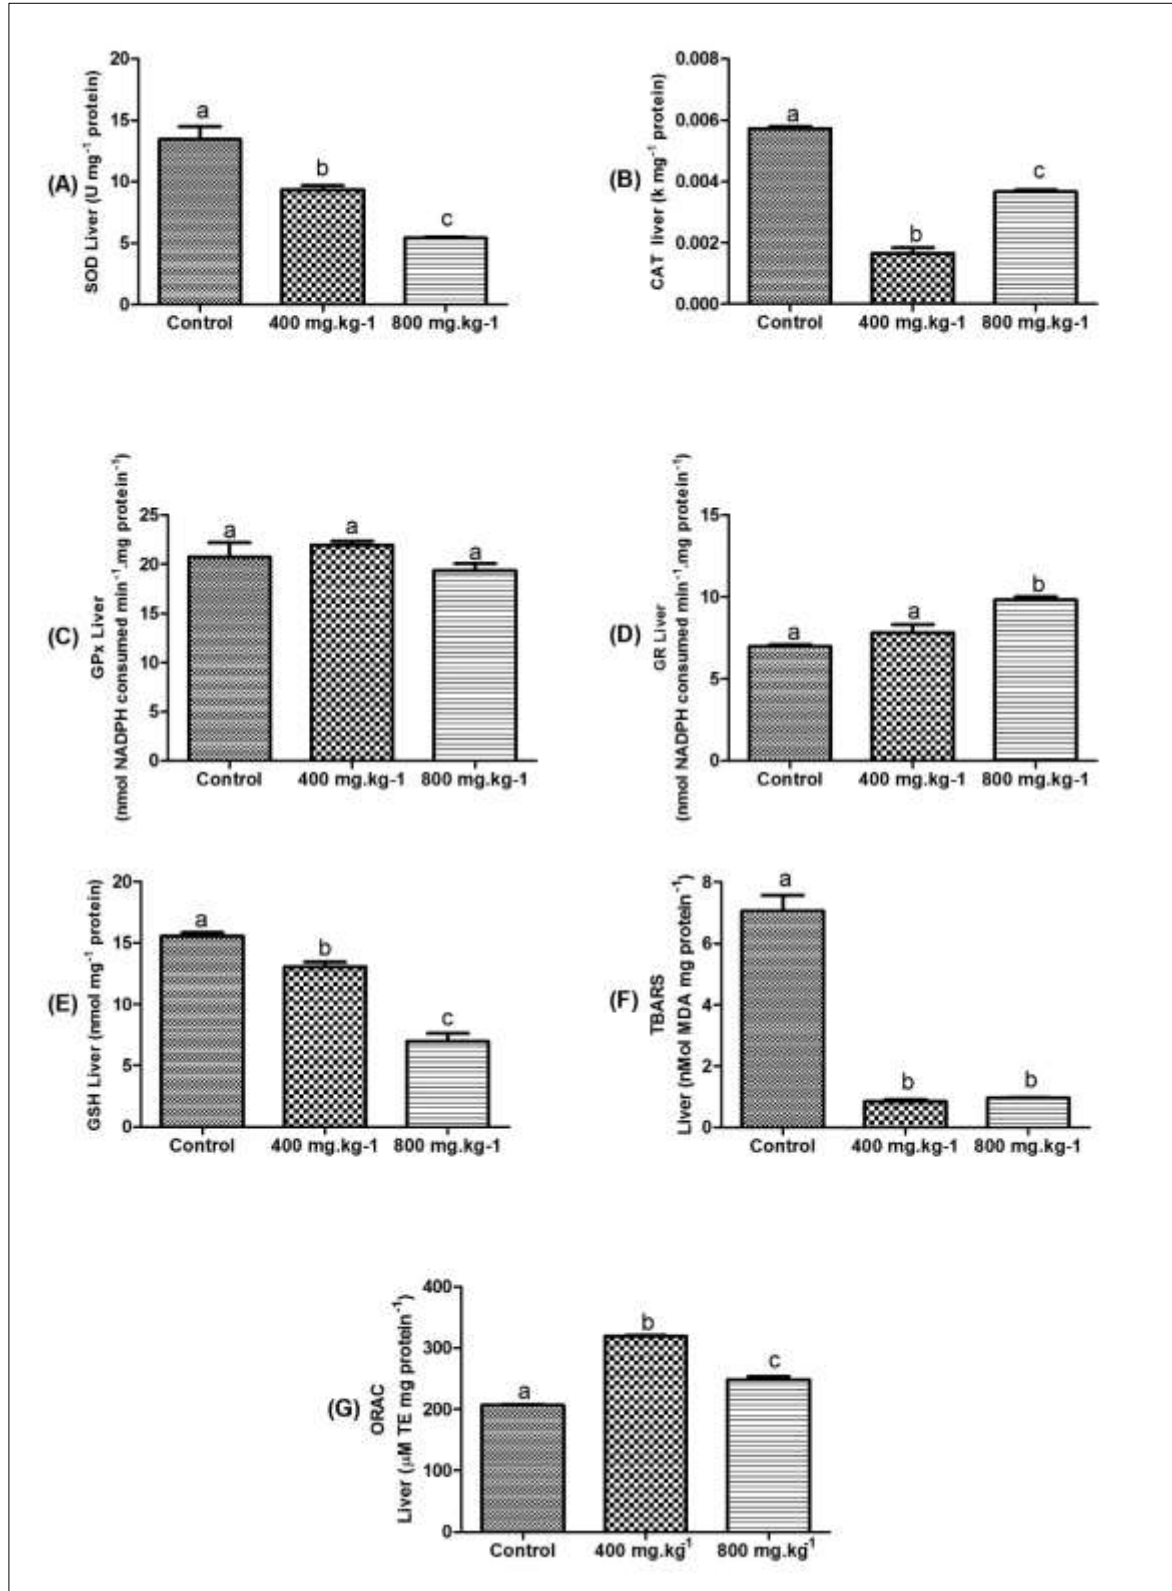 (A)
SOD Liver (U mg⁻¹ protein)
20
15
10
5
0
a
b
c
Control 400 mg.kg-1 800 mg.kg-1
(B)
CAT liver (k mg⁻¹ protein)
0.008
0.006
0.004
0.002
0.000
a
b
c
Control 400 mg.kg-1 800 mg.kg-1
(C)
GPx Liver
(nmol NADPH consumed min⁻¹.mg protein⁻¹)
25
20
15
10
5
0
a
a
a
Control 400 mg.kg-1 800 mg.kg-1
(D)
GR Liver
(nmol NADPH consumed min⁻¹.mg protein⁻¹)
15
10
5
0
a
a
b
Control 400 mg.kg-1 800 mg.kg-1
(E)
GSH Liver (nmol mg⁻¹ protein)
20
15
10
5
0
a
b
c
Control 400 mg.kg-1 800 mg.kg-1
(F)
TBARS
Liver (nMol MDA mg protein⁻¹)
8
6
4
2
0
a
b
b
Control 400 mg.kg-1 800 mg.kg-1
(G)
ORAC
Liver (µM TE mg protein⁻¹)
400
300
200
100
0
a
b
c
Control 400 mg.kg⁻¹ 800 mg.kg⁻¹